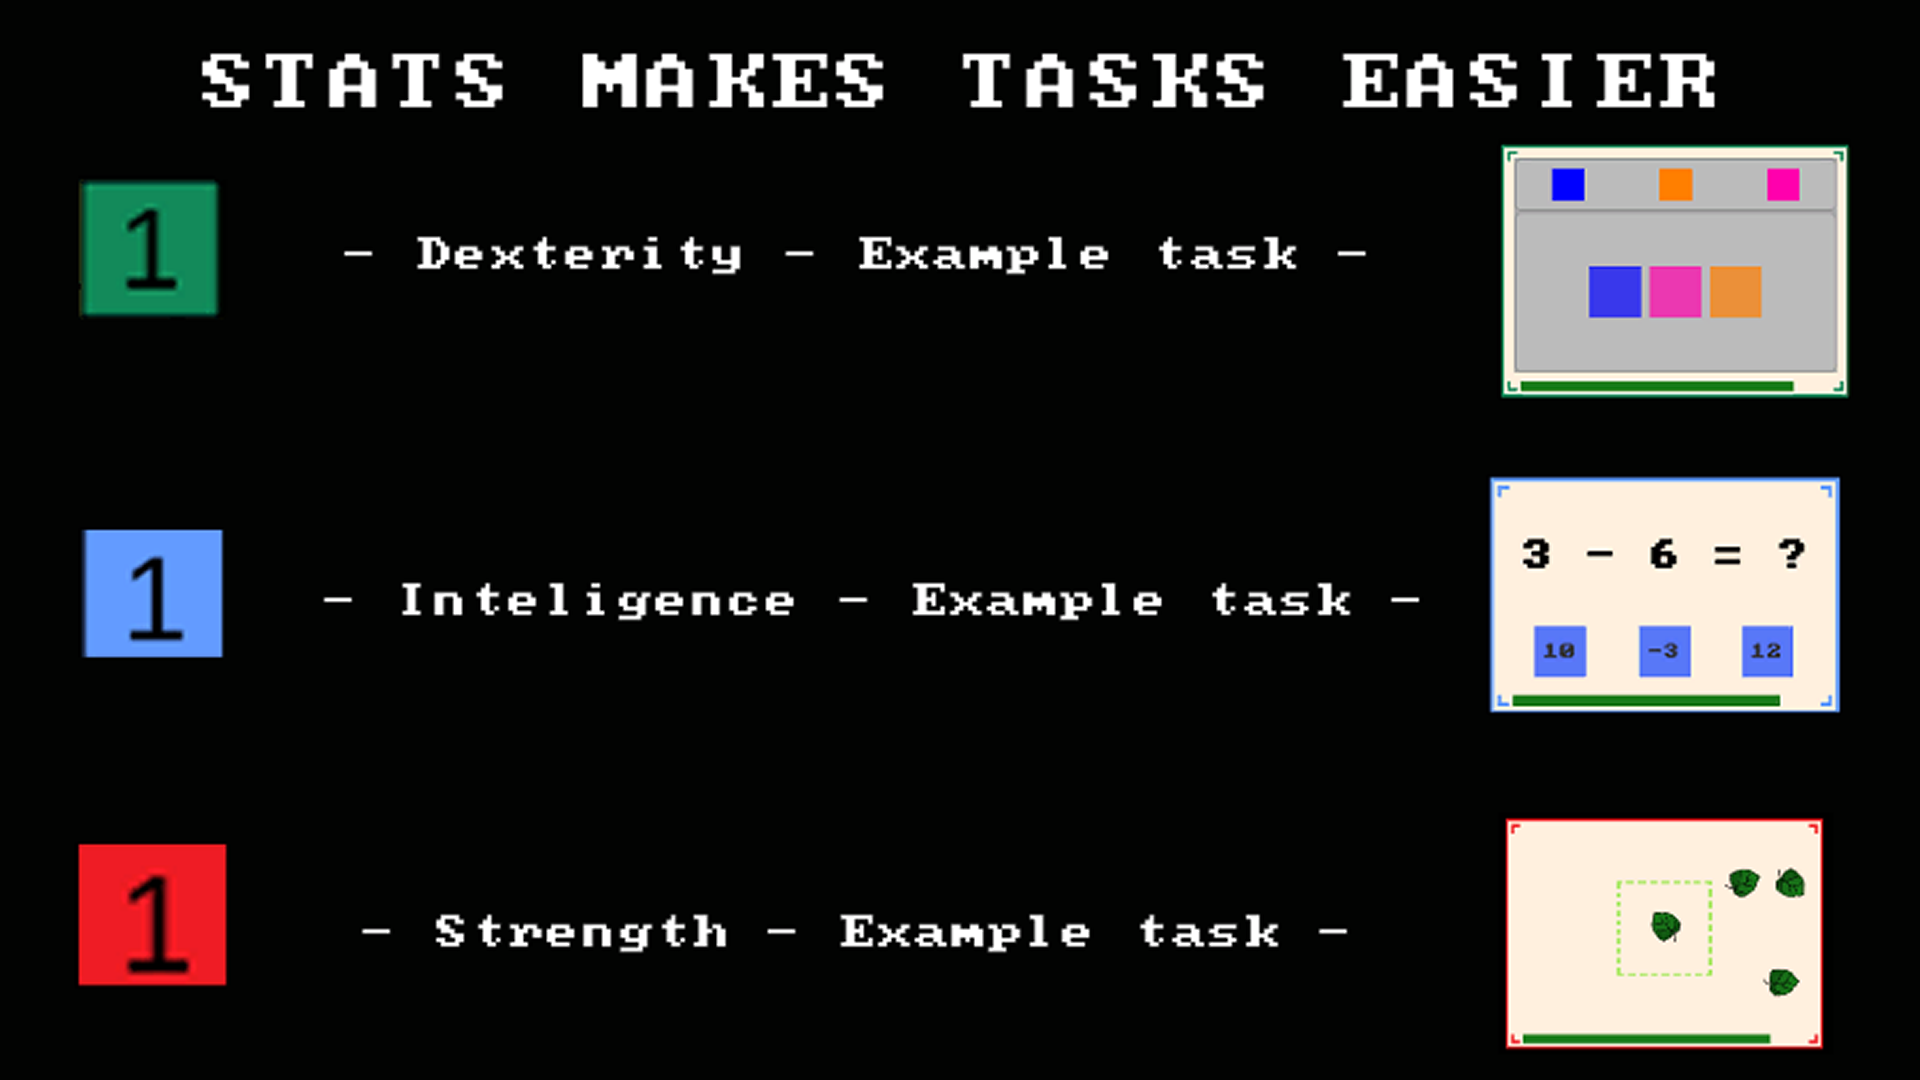 STATS MAKES TASKS EASIER
1 - Dexterity - Example task -
1 - Inteligence - Example task -
3 - 6 = ?
10 -3 12
1 - Strength - Example task -